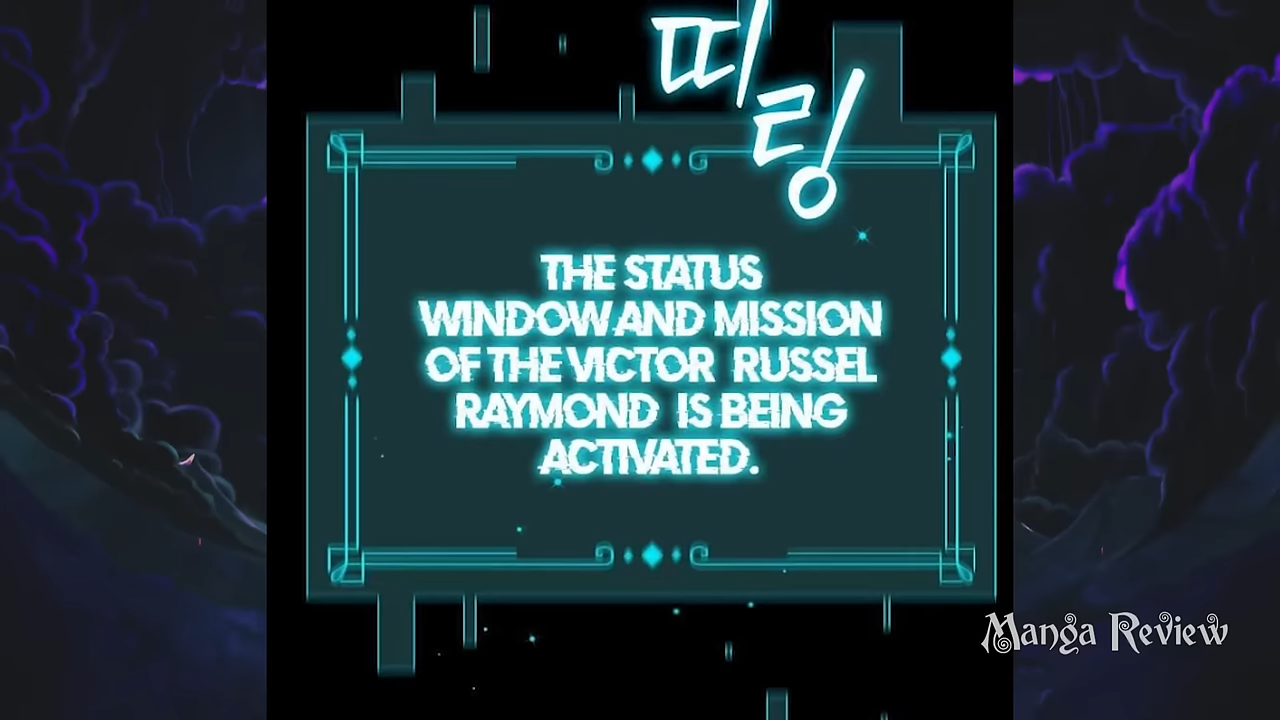 띠
링
THE STATUS
WINDOW AND MISSION
OF THE VICTOR RUSSEL
RAYMOND IS BEING
ACTIVATED.
Manga Review